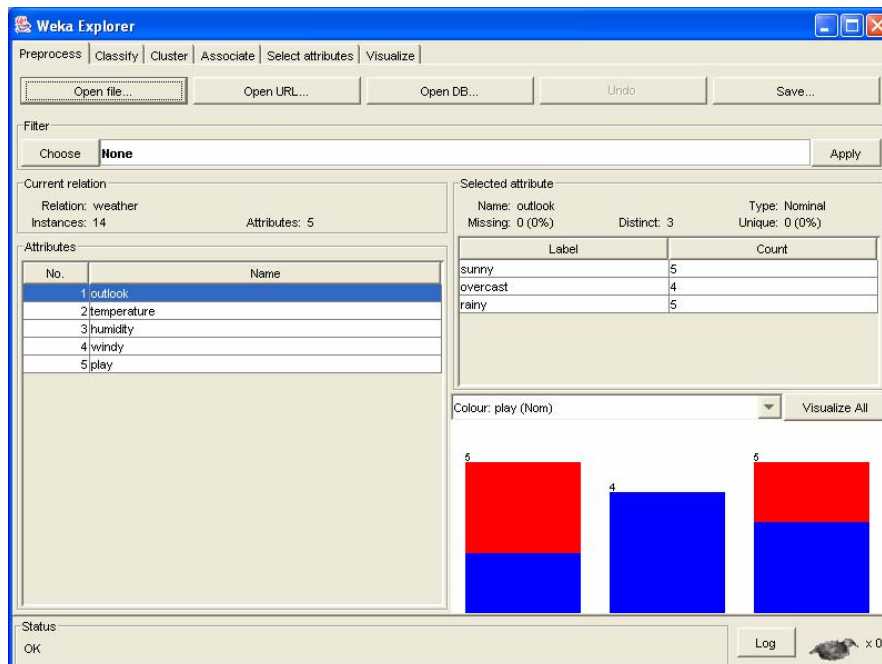 Weka Explorer
Preprocess Classify Cluster Associate Select attributes Visualize
Open file... Open URL... Open DB... Undo Save...
Filter
Choose None Apply
Current relation
Relation: weather
Instances: 14 Attributes: 5
Attributes
No. Name
1 outlook
2 temperature
3 humidity
4 windy
5 play
Selected attribute
Name: outlook Type: Nominal
Missing: 0 (0%) Distinct: 3 Unique: 0 (0%)
Label Count
sunny 5
overcast 4
rainy 5
Colour: play (Nom) Visualize All
5 4 5
Status
OK
Log x 0